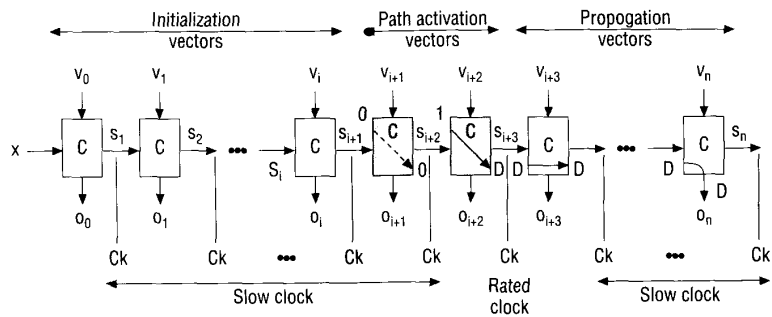 Initialization vectors
Path activation vectors
Propogation vectors
v0 v1 vi vi+1 vi+2 vi+3 vn
x C s1 C s2 ••• Si C si+1 0 C 0 si+2 1 C D si+3 D C D ••• D C D sn
o0 o1 oi oi+1 oi+2 oi+3 on
Ck Ck ••• Ck Ck Ck Ck ••• Ck
Slow clock
Rated clock
Slow clock